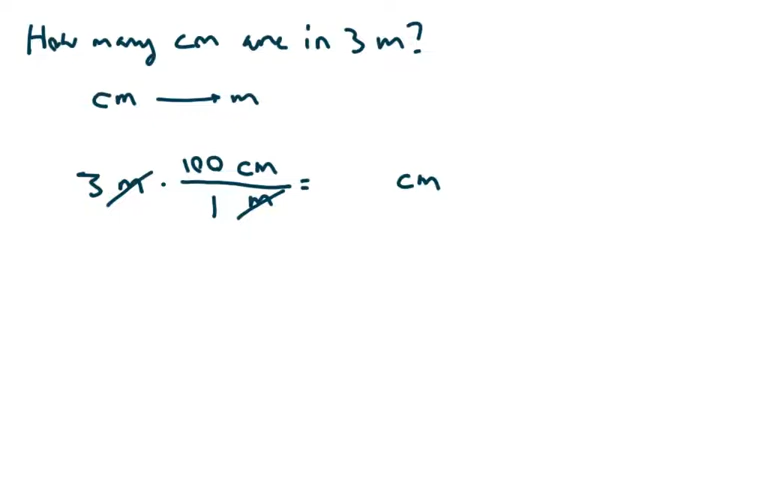 How many cm are in 3 m?
cm → m
3 m · 100 cm / 1 m = cm